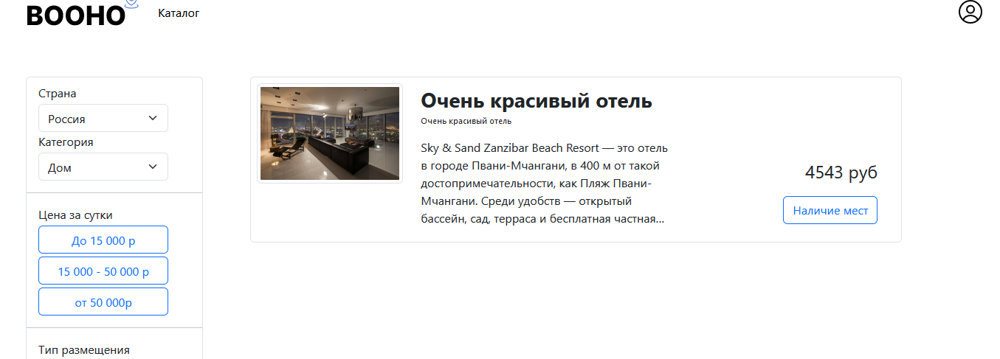 BOOHO
Каталог
Страна
Россия
Категория
Дом
Цена за сутки
До 15 000 р
15 000 - 50 000 р
от 50 000р
Тип размещения
Очень красивый отель
Очень красивый отель
Sky & Sand Zanzibar Beach Resort — это отель
в городе Пвани-Мчангани, в 400 м от такой
достопримечательности, как Пляж Пвани-
Мчангани. Среди удобств — открытый
бассейн, сад, терраса и бесплатная частная...
4543 руб
Наличие мест